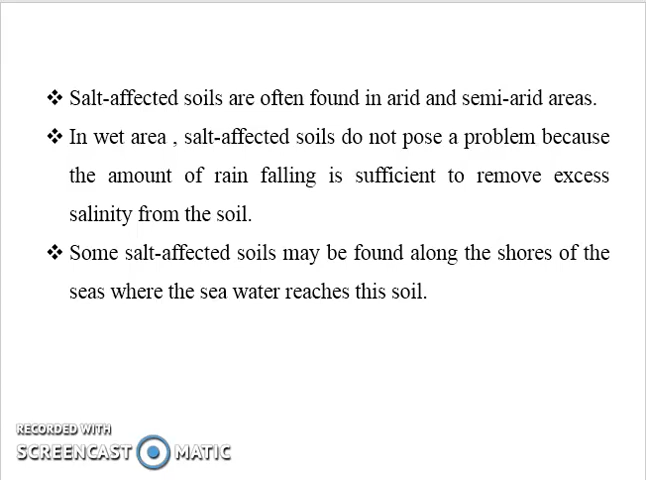 ❖ Salt-affected soils are often found in arid and semi-arid areas.
❖ In wet area , salt-affected soils do not pose a problem because
the amount of rain falling is sufficient to remove excess
salinity from the soil.
❖ Some salt-affected soils may be found along the shores of the
seas where the sea water reaches this soil.
RECORDED WITH
SCREENCAST MATIC